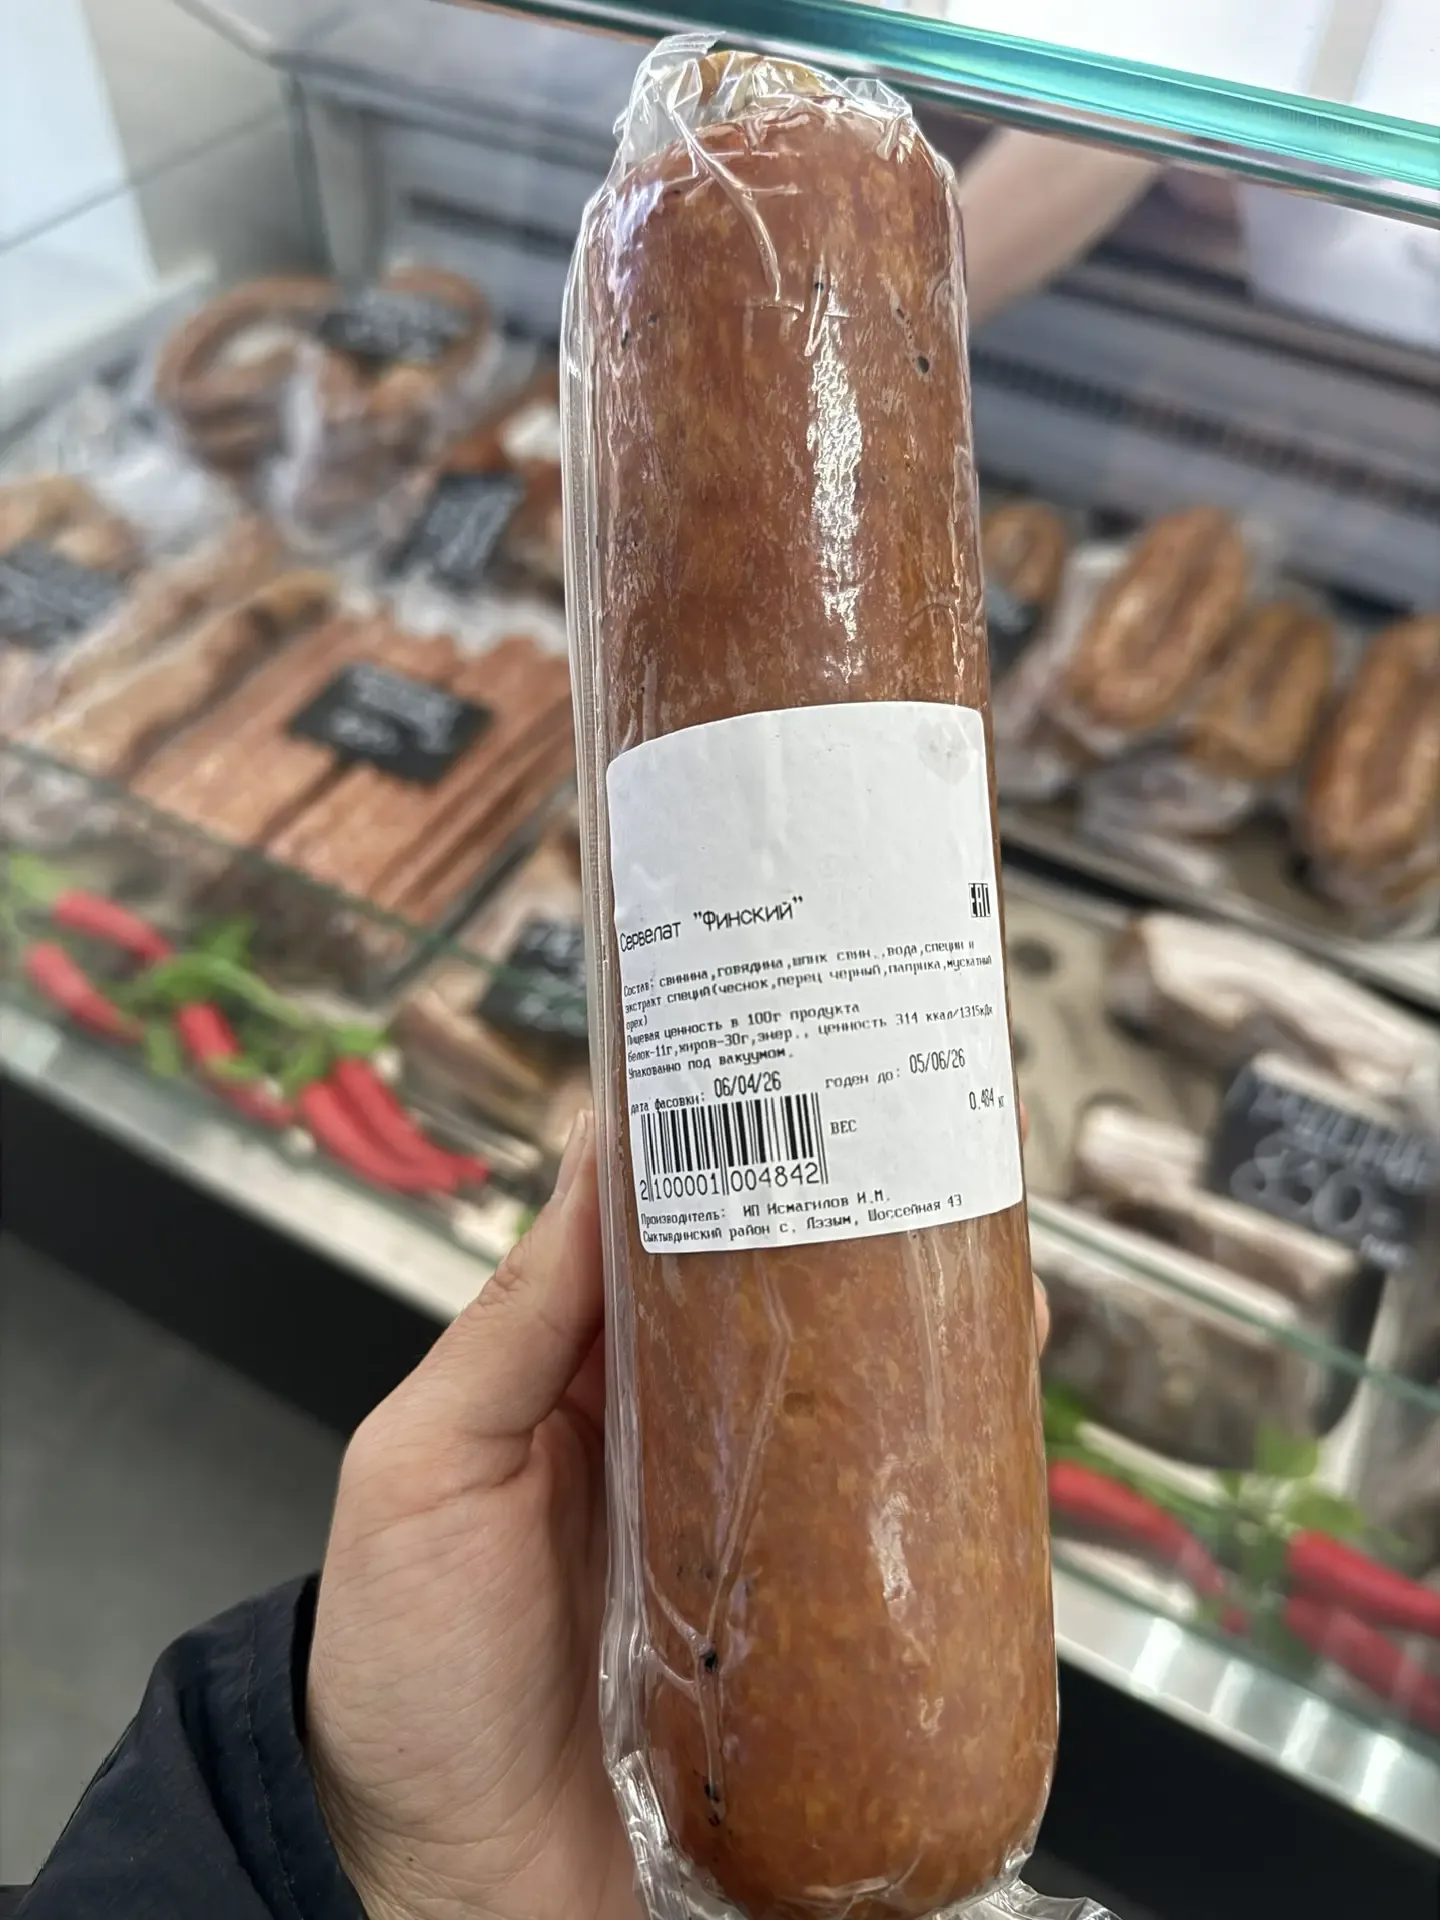 Сервелат "Финский"
EAC
Состав: свинина,говядина,шпик свин.,вода,специи и
экстракт специй(чеснок,перец черный,паприка,мускатный
орех)
Пищевая ценность в 100г продукта
белок-11г,жиров-30г,энер., ценность 314 ккал/1315кДж
Упакованно под вакуумом.
дата фасовки: 06/04/26 годен до: 05/06/26
ВЕС 0.484 кг
2 100001 004842
Производитель: ИП Исмагилов И.М.
Сыктывдинский район с. Лэзым, Шоссейная 43